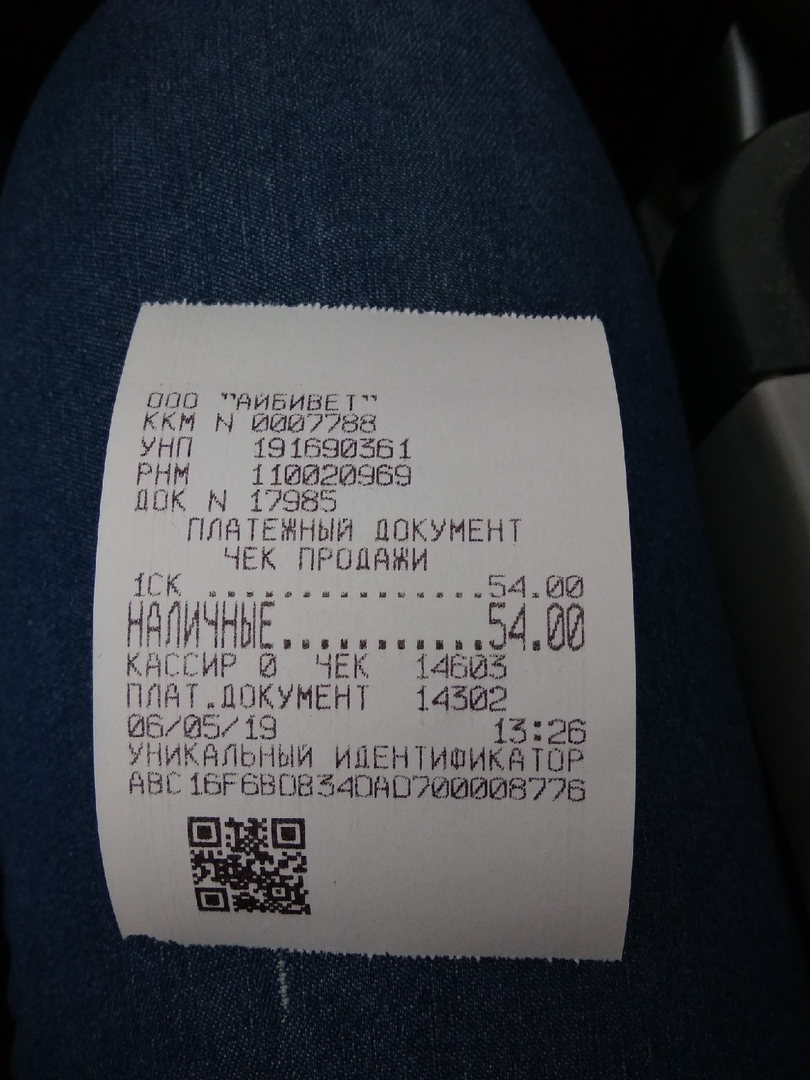 ООО "АЙБИВЕТ"
ККМ N 0007788
УНП 191690361
РНМ 110020969
ДОК N 17985
ПЛАТЕЖНЫЙ ДОКУМЕНТ
ЧЕК ПРОДАЖИ
1СК ................54.00
НАЛИЧНЫЕ...........54.00
КАССИР 0 ЧЕК 14603
ПЛАТ.ДОКУМЕНТ 14302
06/05/19 13:26
УНИКАЛЬНЫЙ ИДЕНТИФИКАТОР
ABC16F6BDB34DAD700008776